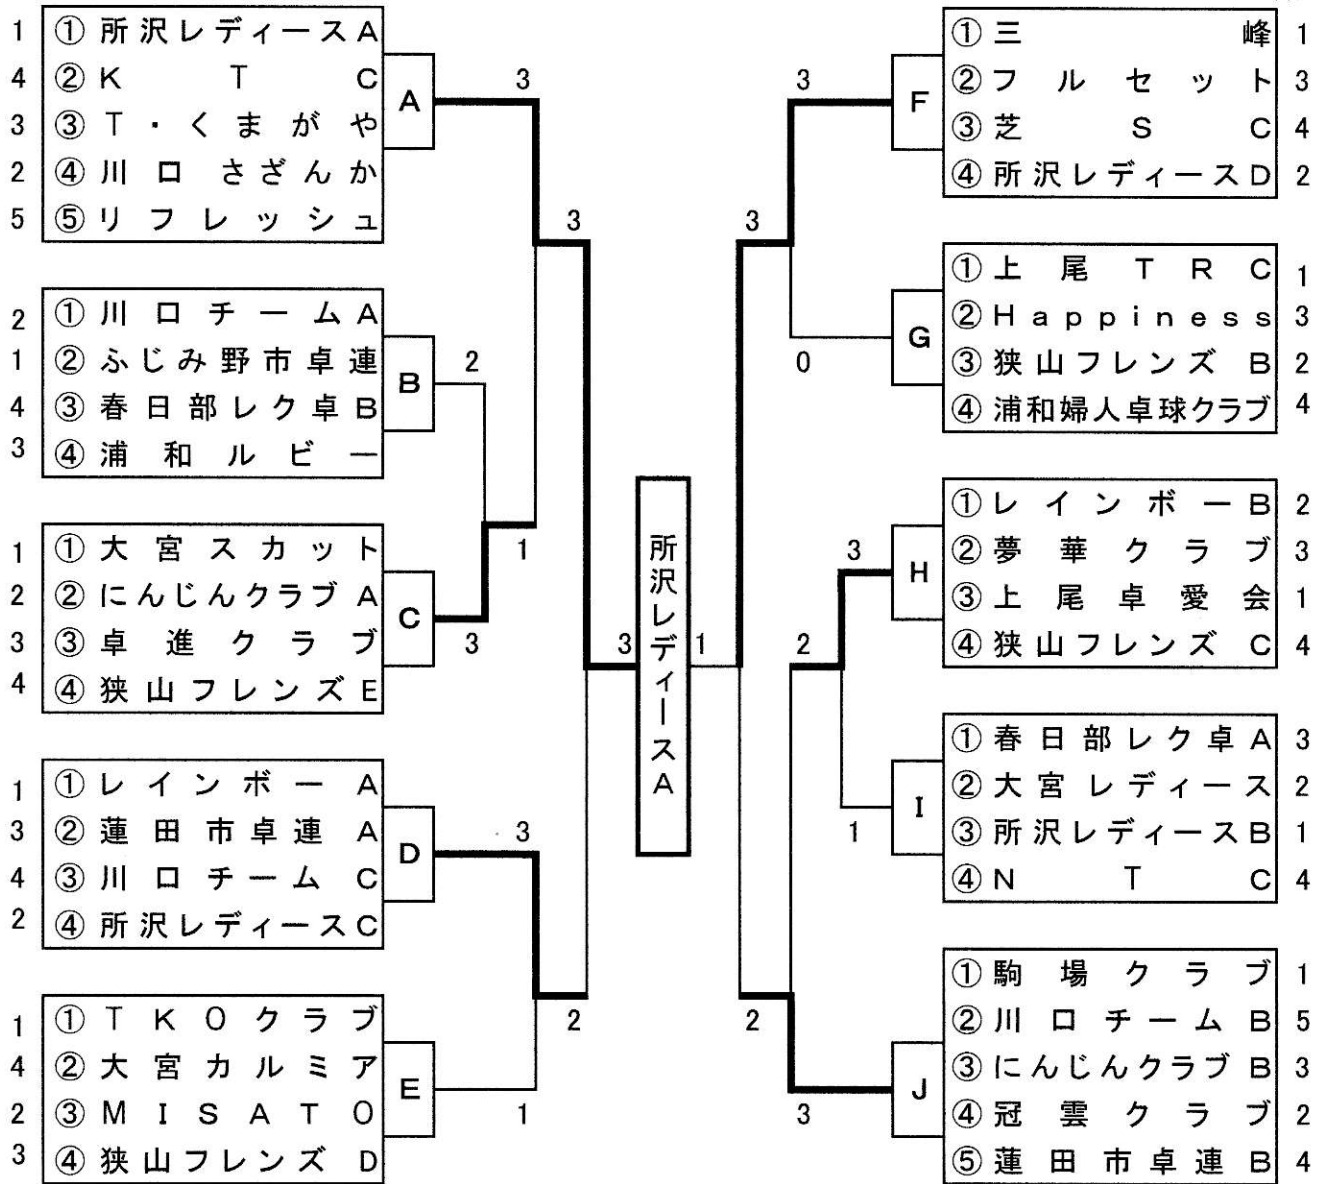 1 ① 所沢レディースA
4 ② K T C
3 ③ T・くまがや
2 ④ 川口さざんか
5 ⑤ リフレッシュ
A
3
2 ① 川口チームA
1 ② ふじみ野市卓連
4 ③ 春日部レク卓B
3 ④ 浦和ルビー
B
2
1 ① 大宮スカット
2 ② にんじんクラブA
3 ③ 卓進クラブ
4 ④ 狭山フレンズE
C
3
1
3
1 ① レインボーA
3 ② 蓮田市卓連A
4 ③ 川口チームC
2 ④ 所沢レディースC
D
3
1 ① TKOクラブ
4 ② 大宮カルミア
2 ③ MISATO
3 ④ 狭山フレンズD
E
1
2
3
所沢レディースA
1
① 三峰 1
② フルセット 3
③ 芝SC 4
④ 所沢レディースD 2
F
3
① 上尾TRC 1
② Happiness 3
③ 狭山フレンズB 2
④ 浦和婦人卓球クラブ 4
G
0
3
① レインボーB 2
② 夢華クラブ 3
③ 上尾卓愛会 1
④ 狭山フレンズC 4
H
3
① 春日部レク卓A 3
② 大宮レディース 2
③ 所沢レディースB 1
④ NTC 4
I
1
2
① 駒場クラブ 1
② 川口チームB 5
③ にんじんクラブB 3
④ 冠雲クラブ 2
⑤ 蓮田市卓連B 4
J
3
2